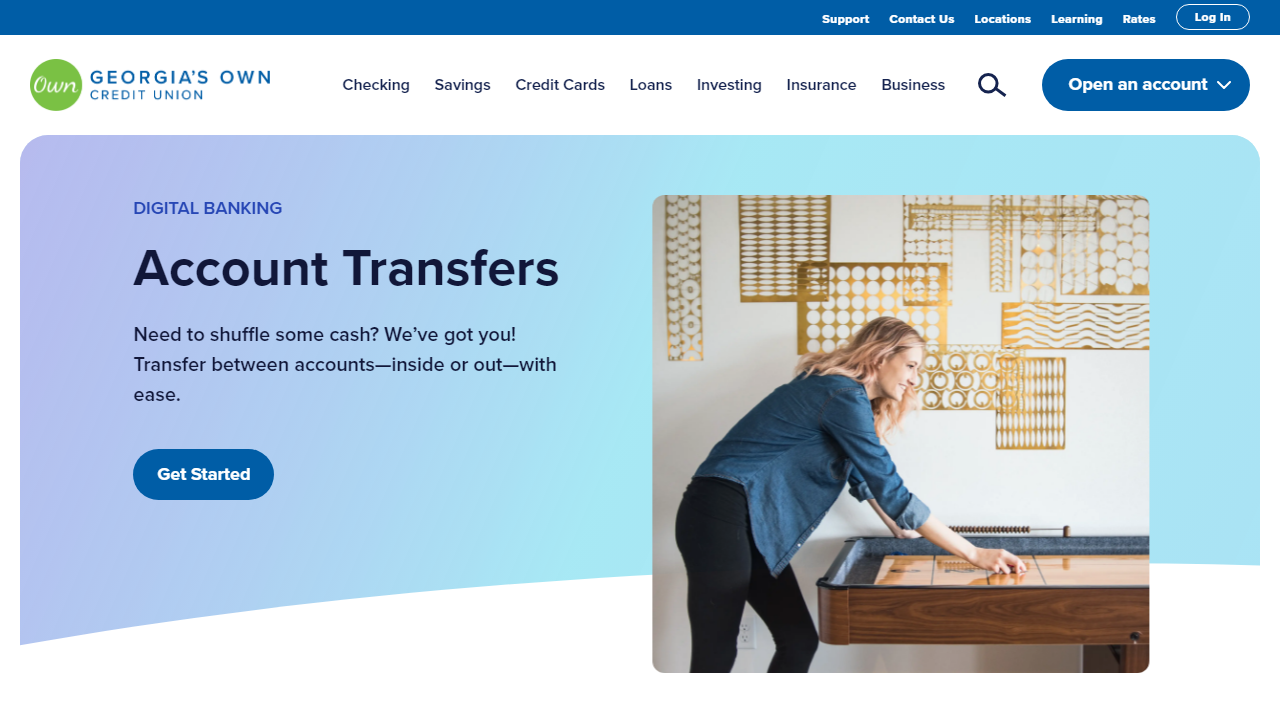 Support Contact Us Locations Learning Rates Log In
Own GEORGIA'S OWN
CREDIT UNION
Checking Savings Credit Cards Loans Investing Insurance Business Open an account
DIGITAL BANKING
Account Transfers
Need to shuffle some cash? We’ve got you!
Transfer between accounts—inside or out—with
ease.
Get Started